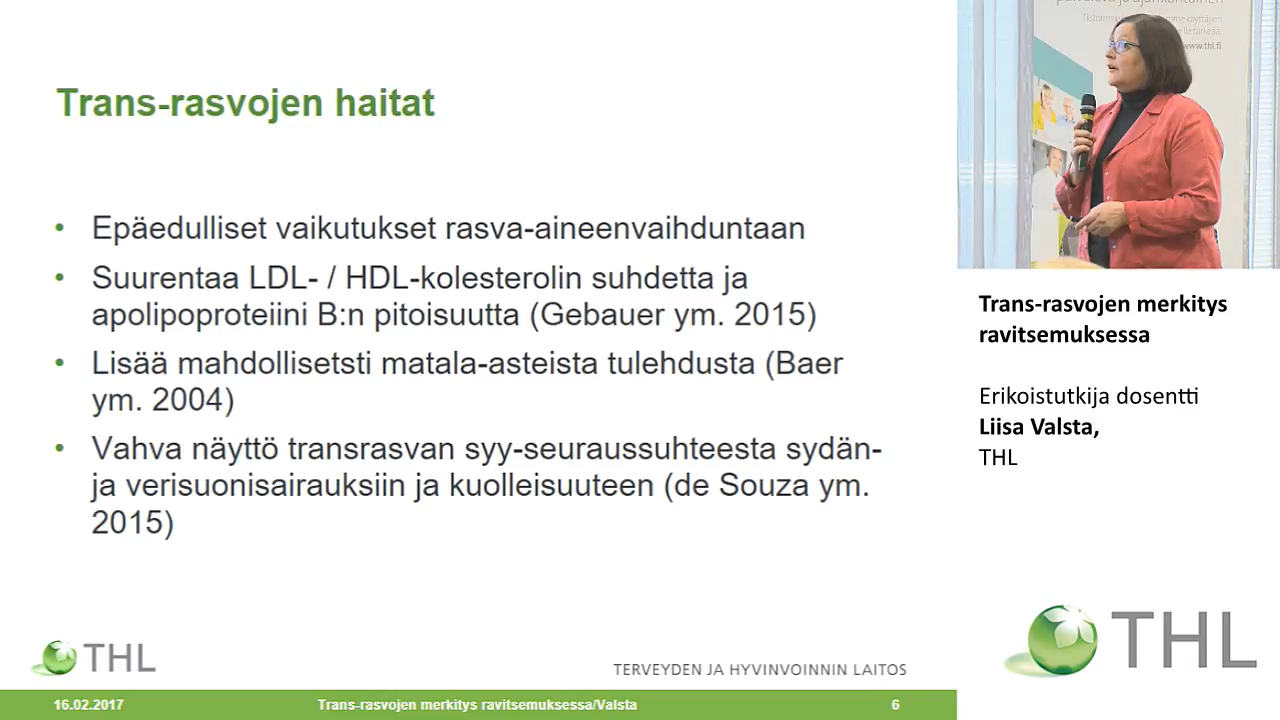 Trans-rasvojen haitat
• Epäedulliset vaikutukset rasva-aineenvaihduntaan
• Suurentaa LDL- / HDL-kolesterolin suhdetta ja
apolipoproteiini B:n pitoisuutta (Gebauer ym. 2015)
• Lisää mahdollisetsti matala-asteista tulehdusta (Baer
ym. 2004)
• Vahva näyttö transrasvan syy-seuraussuhteesta sydän-
ja verisuonisairauksiin ja kuolleisuuteen (de Souza ym.
2015)
THL
TERVEYDEN JA HYVINVOINNIN LAITOS
16.02.2017 Trans-rasvojen merkitys ravitsemuksessa/Valsta 6
www.thl.fi
Trans-rasvojen merkitys
ravitsemuksessa
Erikoistutkija dosentti
Liisa Valsta,
THL
THL